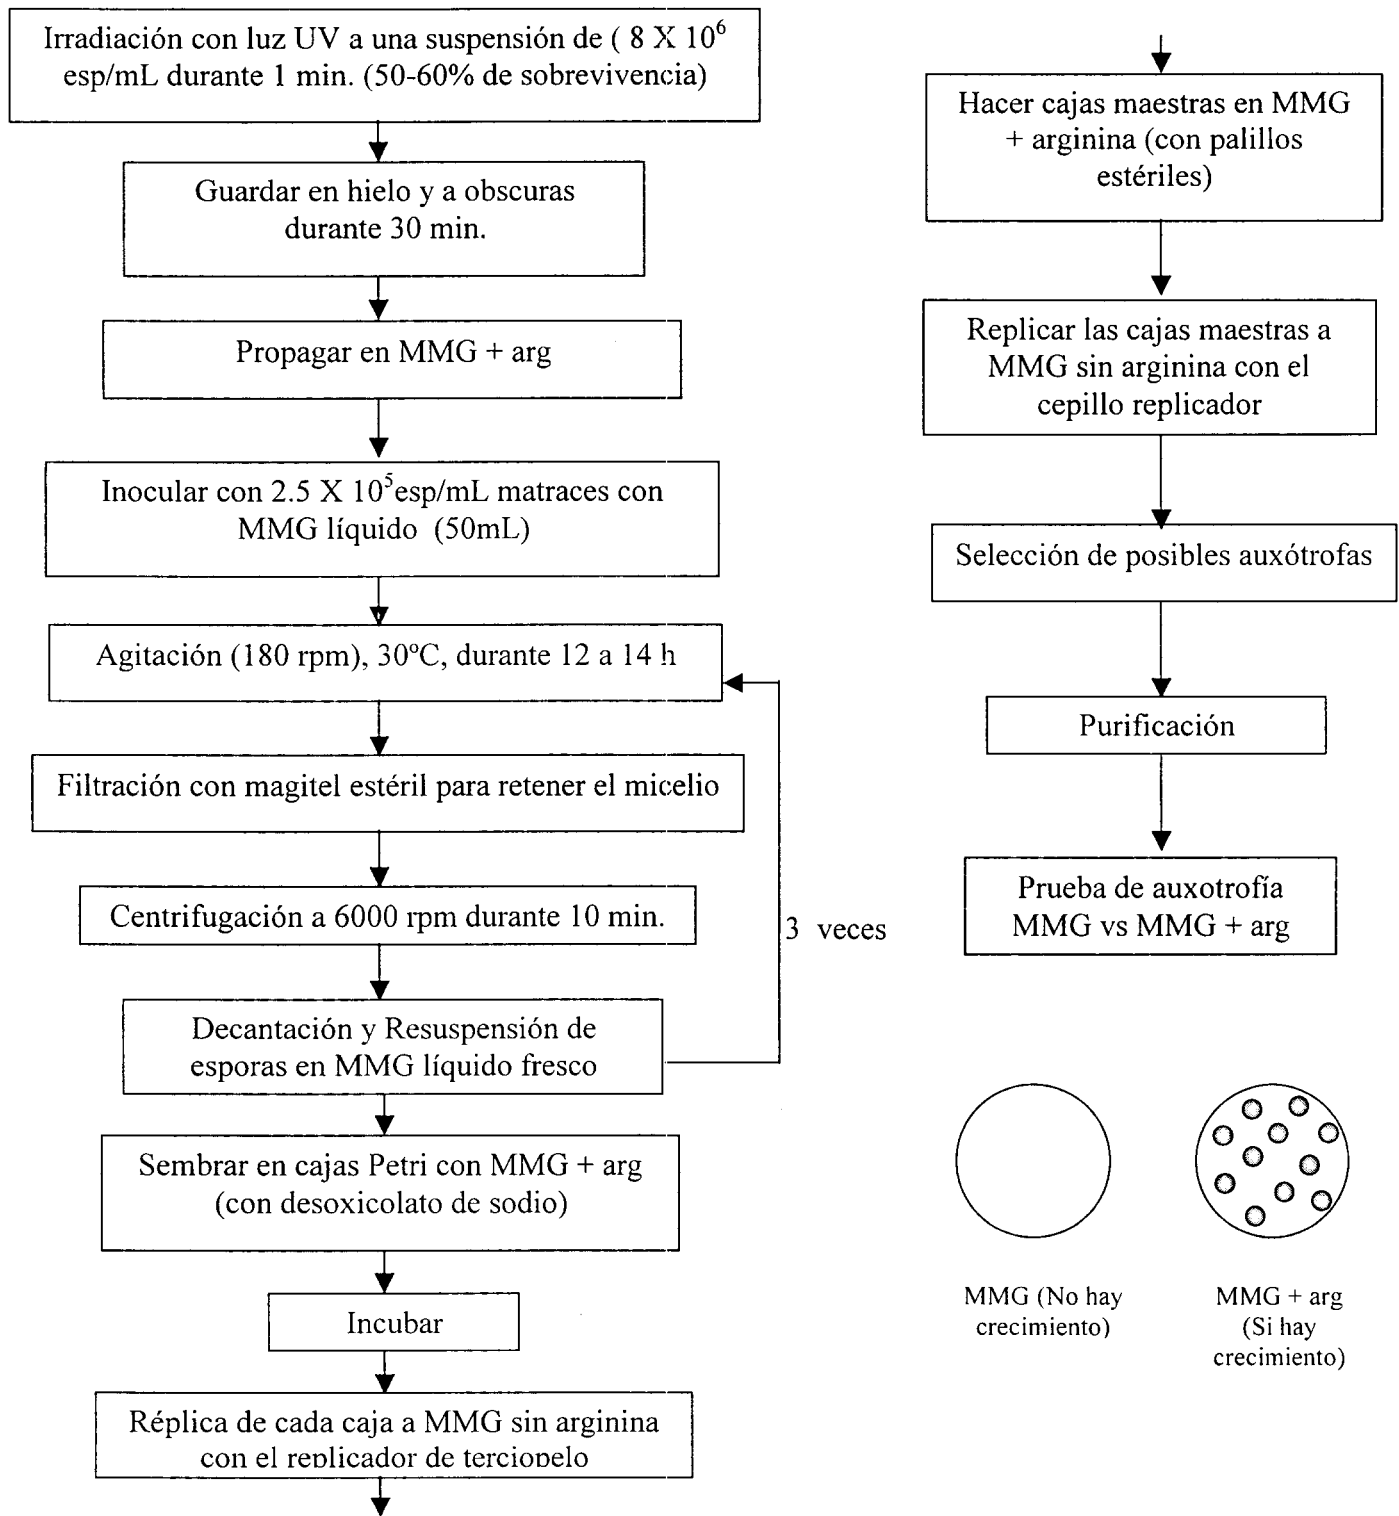 Irradiación con luz UV a una suspensión de ( 8 X 10⁶
esp/mL durante 1 min. (50-60% de sobrevivencia)
Guardar en hielo y a obscuras
durante 30 min.
Propagar en MMG + arg
Inocular con 2.5 X 10⁵esp/mL matraces con
MMG líquido (50mL)
Agitación (180 rpm), 30ºC, durante 12 a 14 h
Filtración con magitel estéril para retener el micelio
Centrifugación a 6000 rpm durante 10 min.
3 veces
Decantación y Resuspensión de
esporas en MMG líquido fresco
Sembrar en cajas Petri con MMG + arg
(con desoxicolato de sodio)
Incubar
Réplica de cada caja a MMG sin arginina
con el replicador de terciopelo
Hacer cajas maestras en MMG
+ arginina (con palillos
estériles)
Replicar las cajas maestras a
MMG sin arginina con el
cepillo replicador
Selección de posibles auxótrofas
Purificación
Prueba de auxotrofía
MMG vs MMG + arg
MMG (No hay
crecimiento)
MMG + arg
(Si hay
crecimiento)